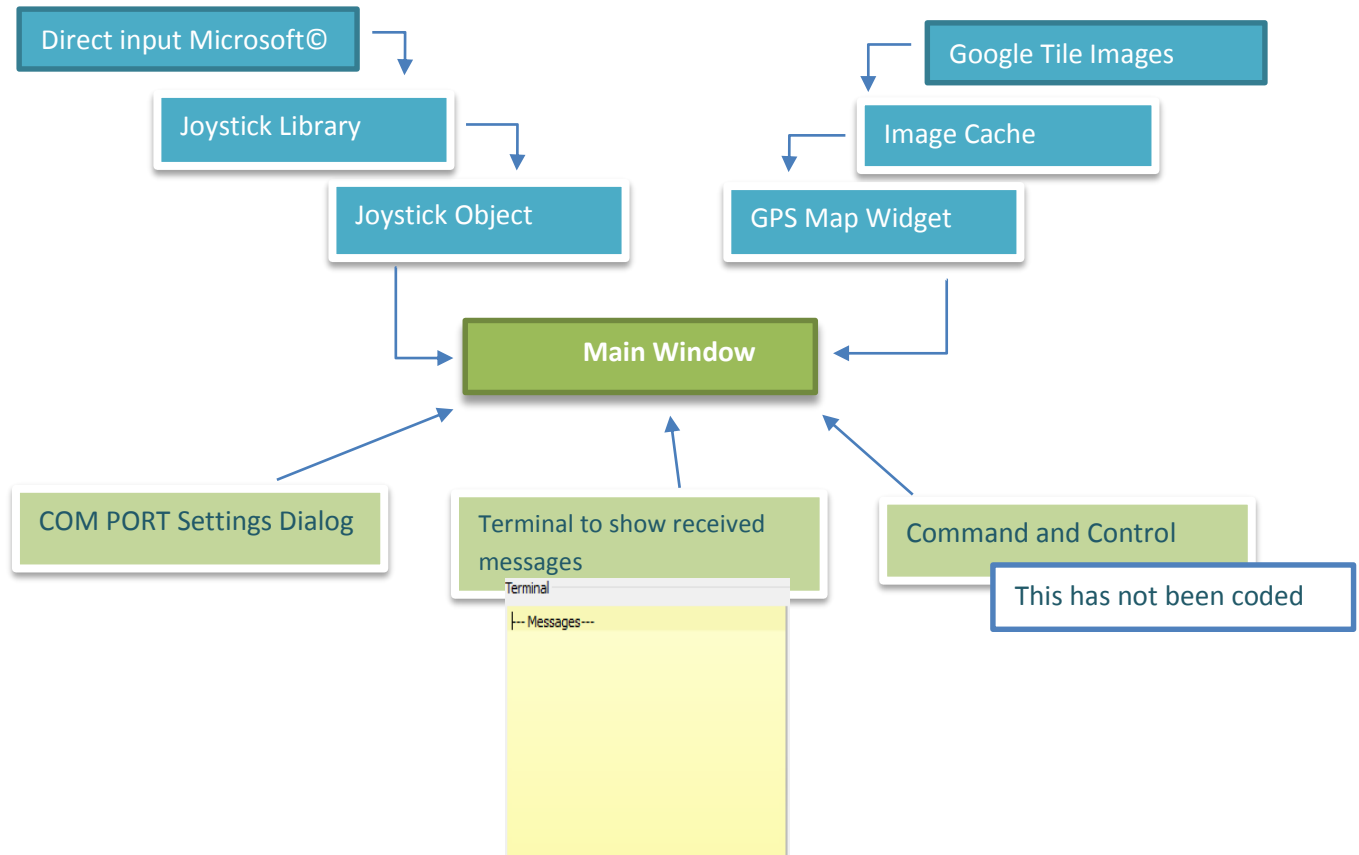 Direct input Microsoft©
Google Tile Images
Joystick Library
Image Cache
Joystick Object
GPS Map Widget
Main Window
COM PORT Settings Dialog
Terminal to show received
messages
Command and Control
This has not been coded
Terminal
--- Messages---